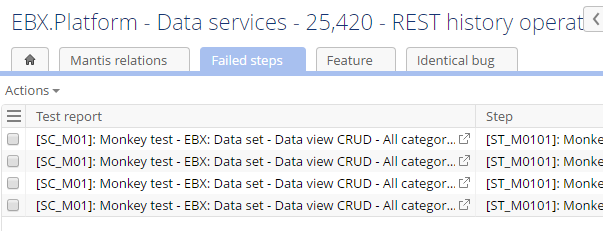 EBX.Platform - Data services - 25,420 - REST history operat
Mantis relations Failed steps Feature Identical bug
Actions
Test report Step
[SC_M01]: Monkey test - EBX: Data set - Data view CRUD - All categor... [ST_M0101]: Monke
[SC_M01]: Monkey test - EBX: Data set - Data view CRUD - All categor... [ST_M0101]: Monke
[SC_M01]: Monkey test - EBX: Data set - Data view CRUD - All categor... [ST_M0101]: Monke
[SC_M01]: Monkey test - EBX: Data set - Data view CRUD - All categor... [ST_M0101]: Monke